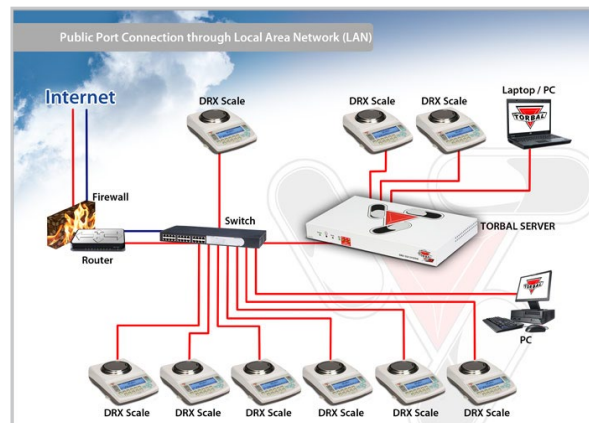 Public Port Connection through Local Area Network (LAN)
Internet
DRX Scale
DRX Scale
DRX Scale
Laptop / PC
TORBAL
Firewall
Switch
TORBAL SERVER
Router
PC
DRX Scale
DRX Scale
DRX Scale
DRX Scale
DRX Scale
DRX Scale